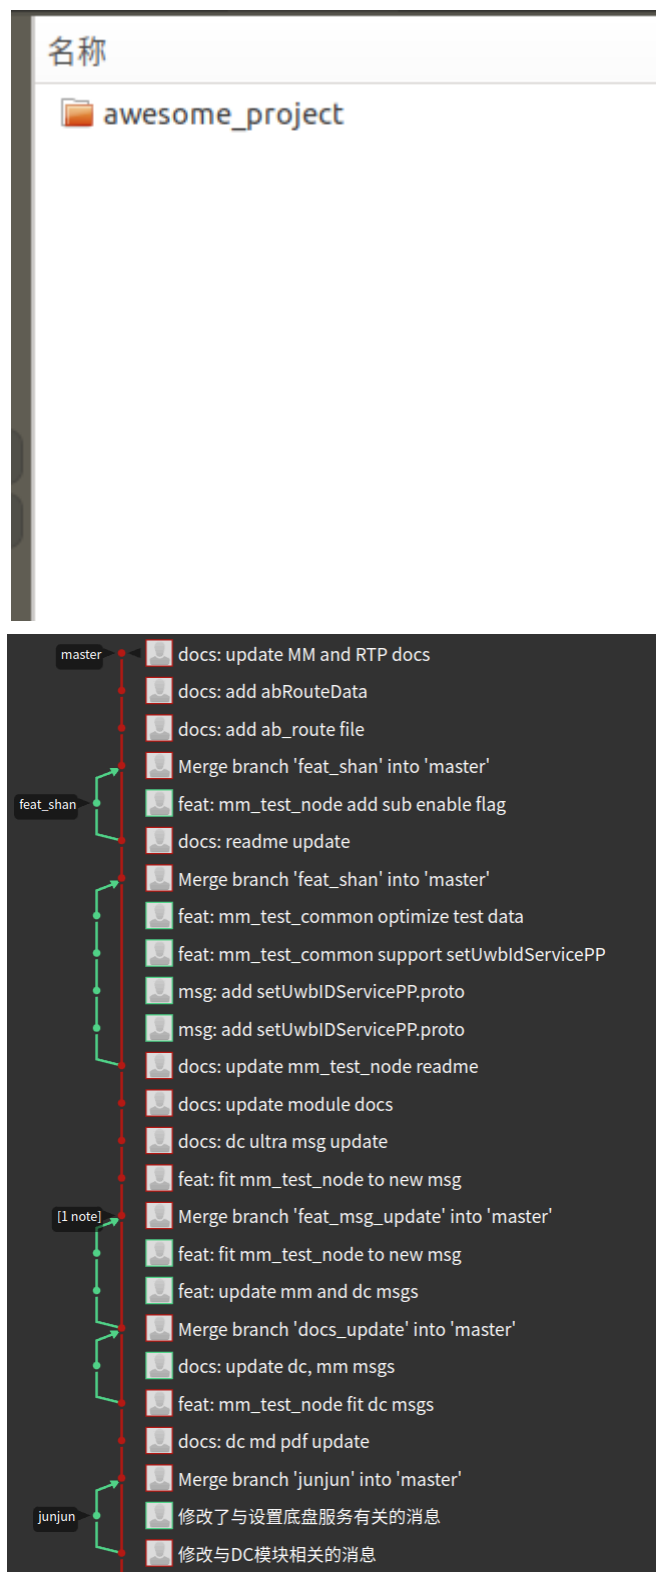 名称
awesome_project
master
docs: update MM and RTP docs
docs: add abRouteData
docs: add ab_route file
Merge branch 'feat_shan' into 'master'
feat_shan
feat: mm_test_node add sub enable flag
docs: readme update
Merge branch 'feat_shan' into 'master'
feat: mm_test_common optimize test data
feat: mm_test_common support setUwbIdServicePP
msg: add setUwbIDServicePP.proto
msg: add setUwbIDServicePP.proto
docs: update mm_test_node readme
docs: update module docs
docs: dc ultra msg update
feat: fit mm_test_node to new msg
[1 note]
Merge branch 'feat_msg_update' into 'master'
feat: fit mm_test_node to new msg
feat: update mm and dc msgs
Merge branch 'docs_update' into 'master'
docs: update dc, mm msgs
feat: mm_test_node fit dc msgs
docs: dc md pdf update
Merge branch 'junjun' into 'master'
junjun
修改了与设置底盘服务有关的消息
修改与DC模块相关的消息